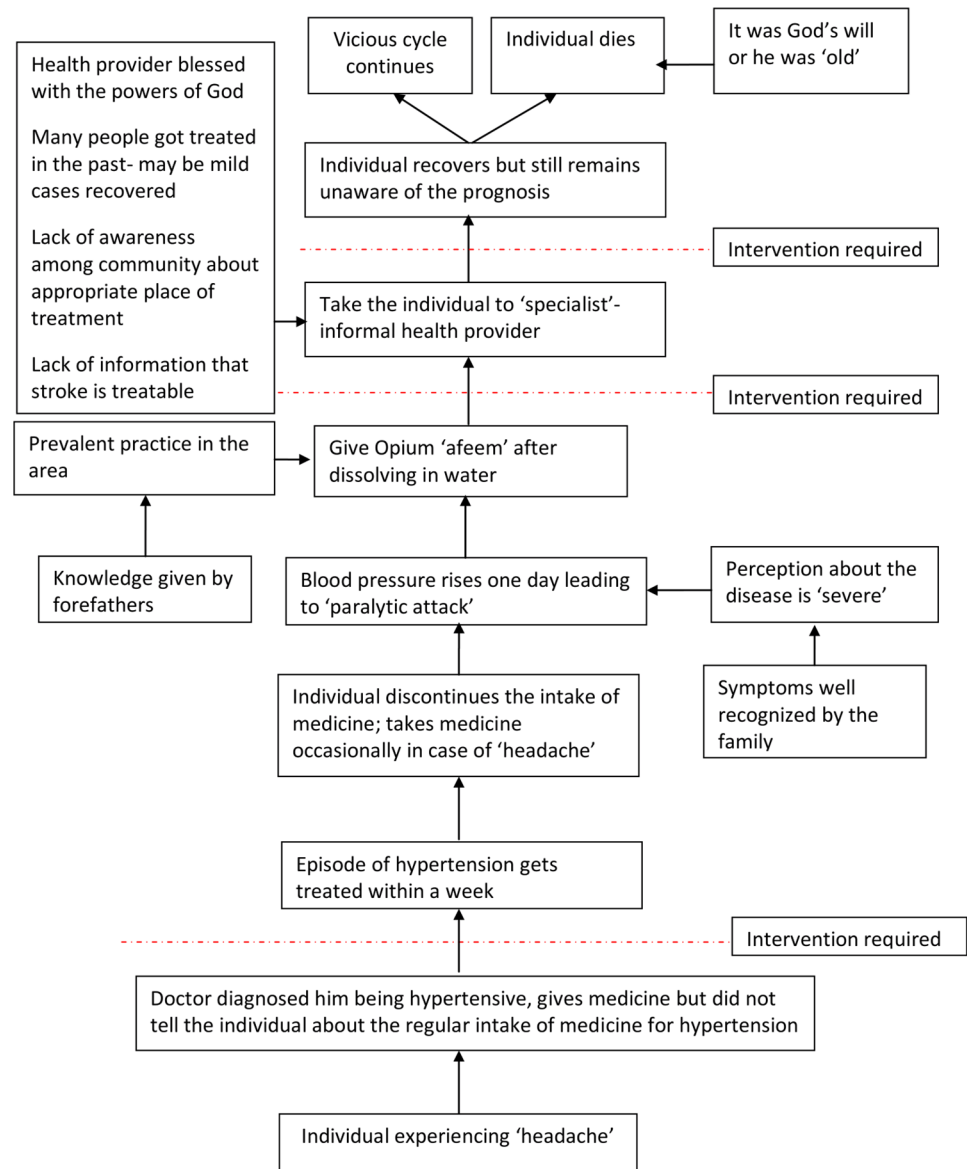 Vicious cycle
continues
Individual dies
It was God’s will
or he was ‘old’
Health provider blessed
with the powers of God
Many people got treated
in the past- may be mild
cases recovered
Lack of awareness
among community about
appropriate place of
treatment
Lack of information that
stroke is treatable
Individual recovers but still remains
unaware of the prognosis
Intervention required
Take the individual to ‘specialist’-
informal health provider
Intervention required
Prevalent practice in the
area
Give Opium ‘afeem’ after
dissolving in water
Knowledge given by
forefathers
Blood pressure rises one day leading
to ‘paralytic attack’
Perception about the
disease is ‘severe’
Individual discontinues the intake of
medicine; takes medicine
occasionally in case of ‘headache’
Symptoms well
recognized by the
family
Episode of hypertension gets
treated within a week
Intervention required
Doctor diagnosed him being hypertensive, gives medicine but did not
tell the individual about the regular intake of medicine for hypertension
Individual experiencing ‘headache’